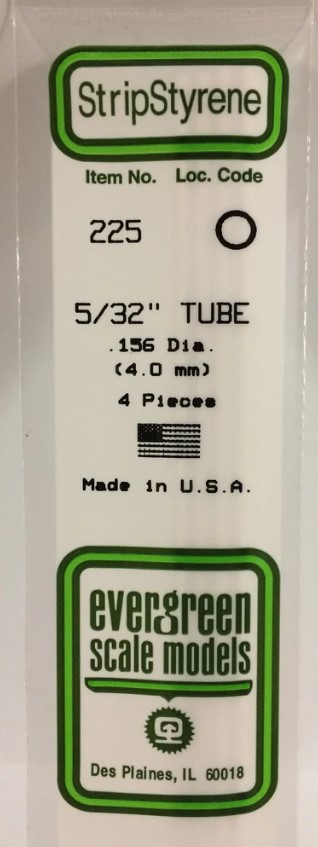 StripStyrene
Item No. Loc. Code
225 O
5/32" TUBE
.156 Dia.
(4.0 mm)
4 Pieces
Made in U.S.A.
evergreen
scale models
Des Plaines, IL 60018